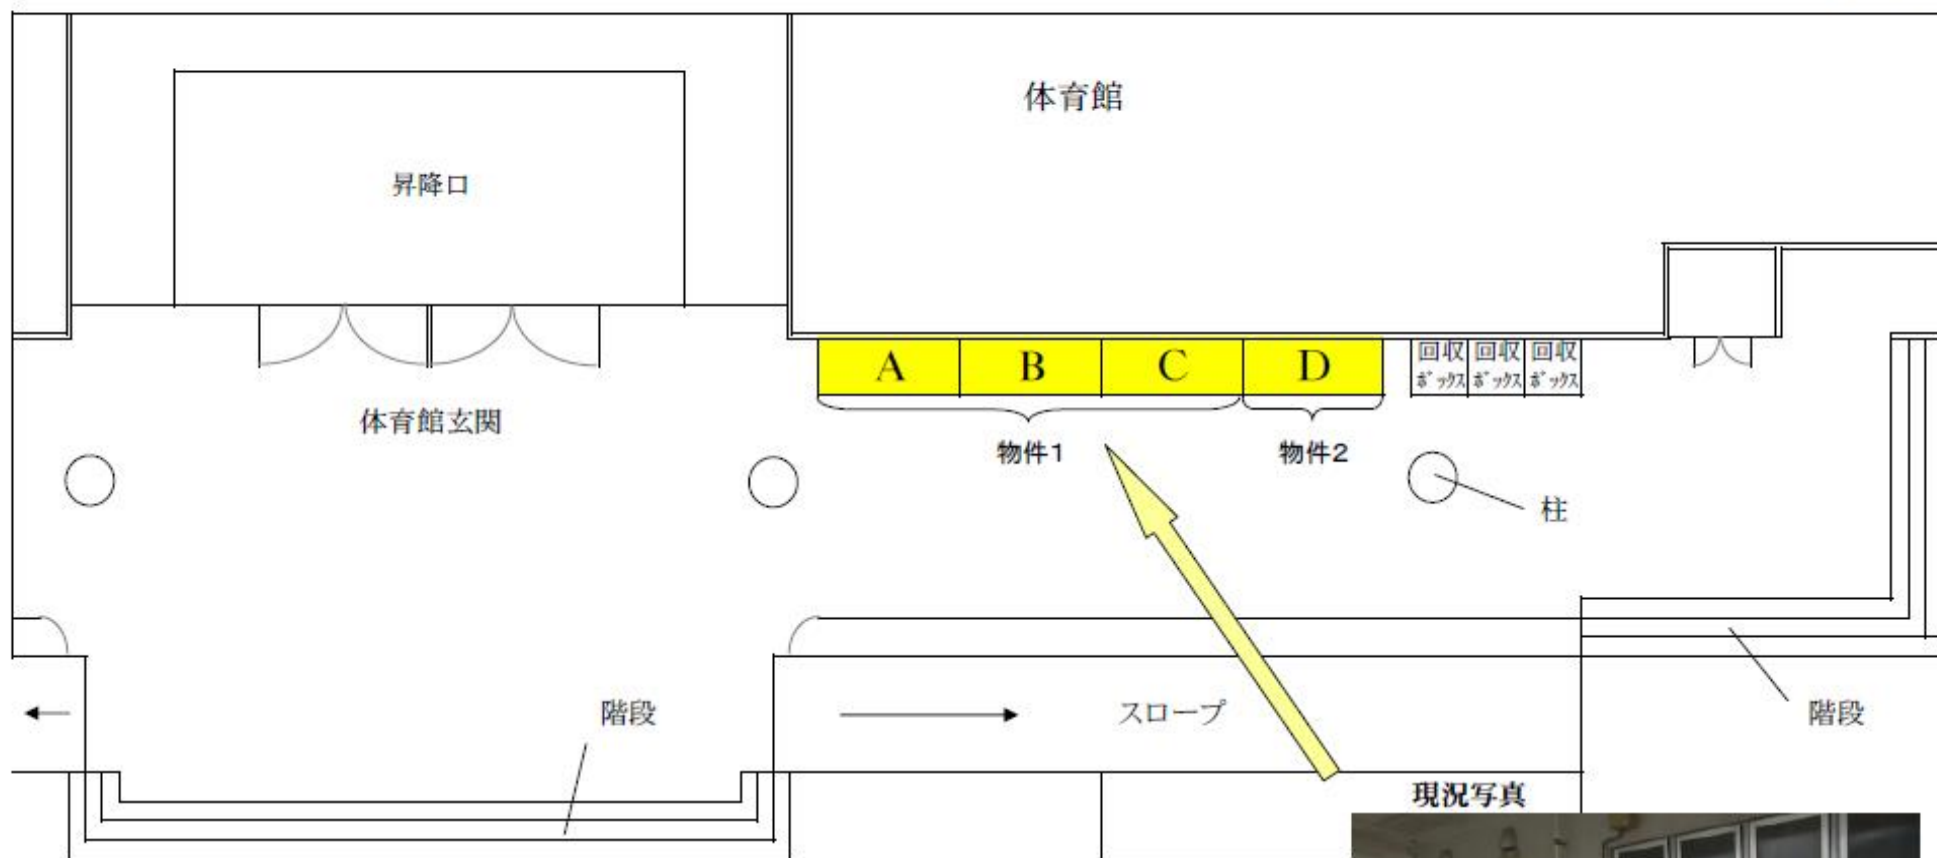 体育館
昇降口
A B C D
回収 回収 回収
ﾎﾞｯｸｽ ﾎﾞｯｸｽ ﾎﾞｯｸｽ
体育館玄関
物件1 物件2
柱
階段
スロープ
階段
現況写真